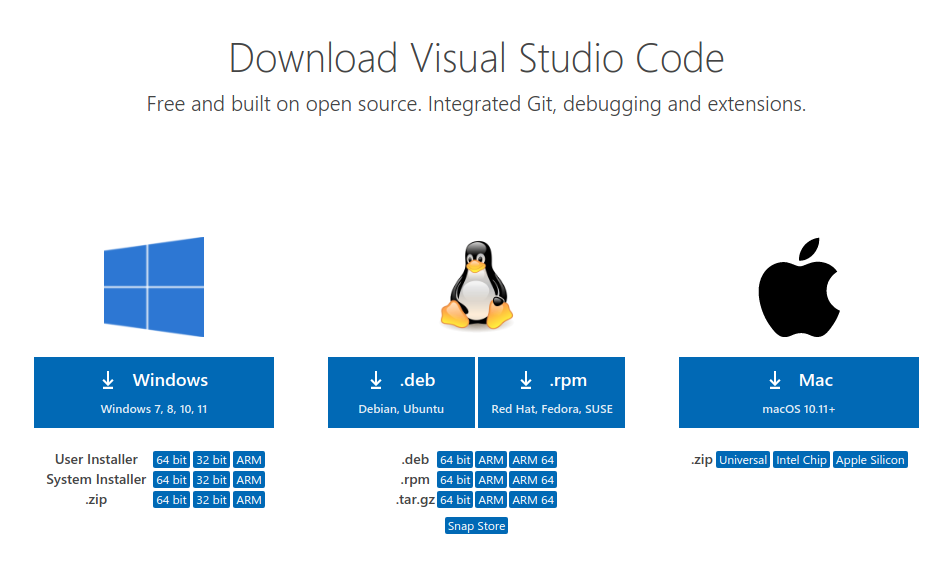 Download Visual Studio Code
Free and built on open source. Integrated Git, debugging and extensions.
Windows
Windows 7, 8, 10, 11
User Installer 64 bit 32 bit ARM
System Installer 64 bit 32 bit ARM
.zip 64 bit 32 bit ARM
.deb
Debian, Ubuntu
.rpm
Red Hat, Fedora, SUSE
.deb 64 bit ARM ARM 64
.rpm 64 bit ARM ARM 64
.tar.gz 64 bit ARM ARM 64
Snap Store
Mac
macOS 10.11+
.zip Universal Intel Chip Apple Silicon